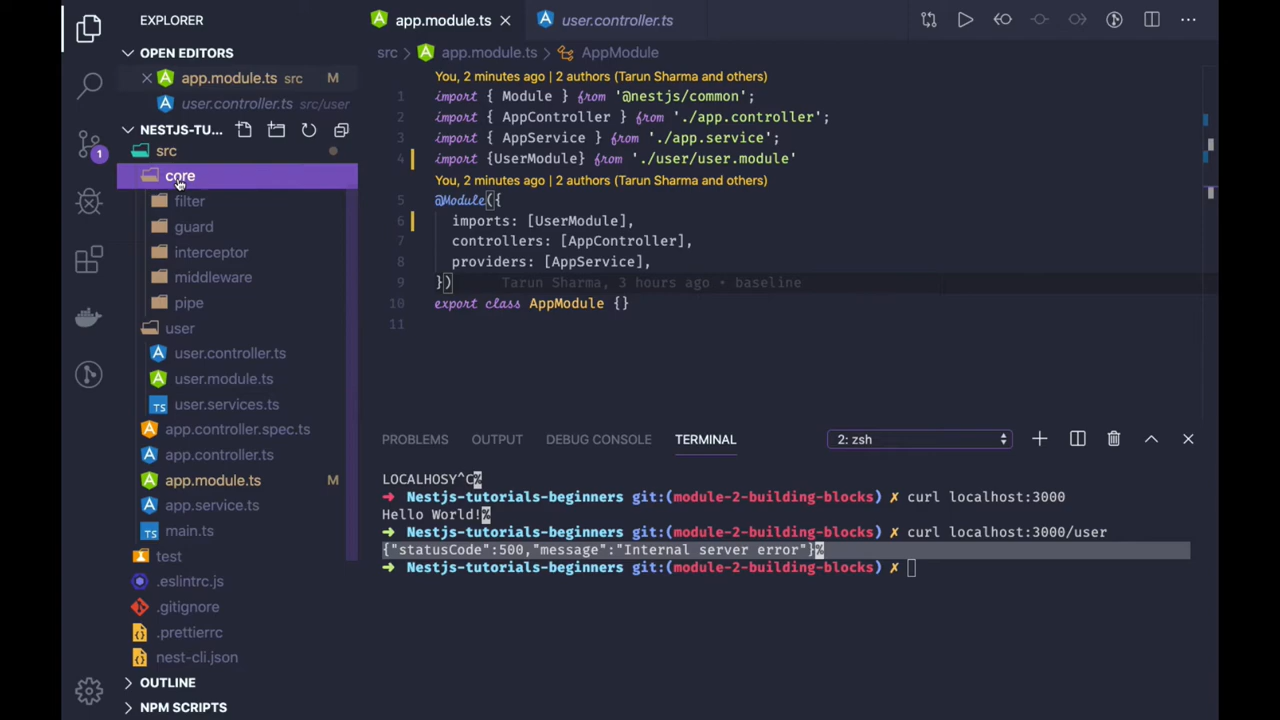 EXPLORER
OPEN EDITORS
app.module.ts src M
user.controller.ts src/user
NESTJS-TU...
src
core
filter
guard
interceptor
middleware
pipe
user
user.controller.ts
user.module.ts
TS user.services.ts
app.controller.spec.ts
app.controller.ts
app.module.ts M
app.service.ts
TS main.ts
test
.eslintrc.js
.gitignore
.prettierrc
nest-cli.json
OUTLINE
NPM SCRIPTS
1
app.module.ts
user.controller.ts
src > app.module.ts > AppModule
You, 2 minutes ago | 2 authors (Tarun Sharma and others)
1 import { Module } from '@nestjs/common';
2 import { AppController } from './app.controller';
3 import { AppService } from './app.service';
4 import {UserModule} from './user/user.module'
You, 2 minutes ago | 2 authors (Tarun Sharma and others)
5 @Module({
6 imports: [UserModule],
7 controllers: [AppController],
8 providers: [AppService],
9 }) Tarun Sharma, 3 hours ago • baseline
10 export class AppModule {}
11
PROBLEMS OUTPUT DEBUG CONSOLE TERMINAL 2: zsh
LOCALHOSY^C%
➜ Nestjs-tutorials-beginners git:(module-2-building-blocks) ✗ curl localhost:3000
Hello World!%
➜ Nestjs-tutorials-beginners git:(module-2-building-blocks) ✗ curl localhost:3000/user
{"statusCode":500,"message":"Internal server error"}%
➜ Nestjs-tutorials-beginners git:(module-2-building-blocks) ✗